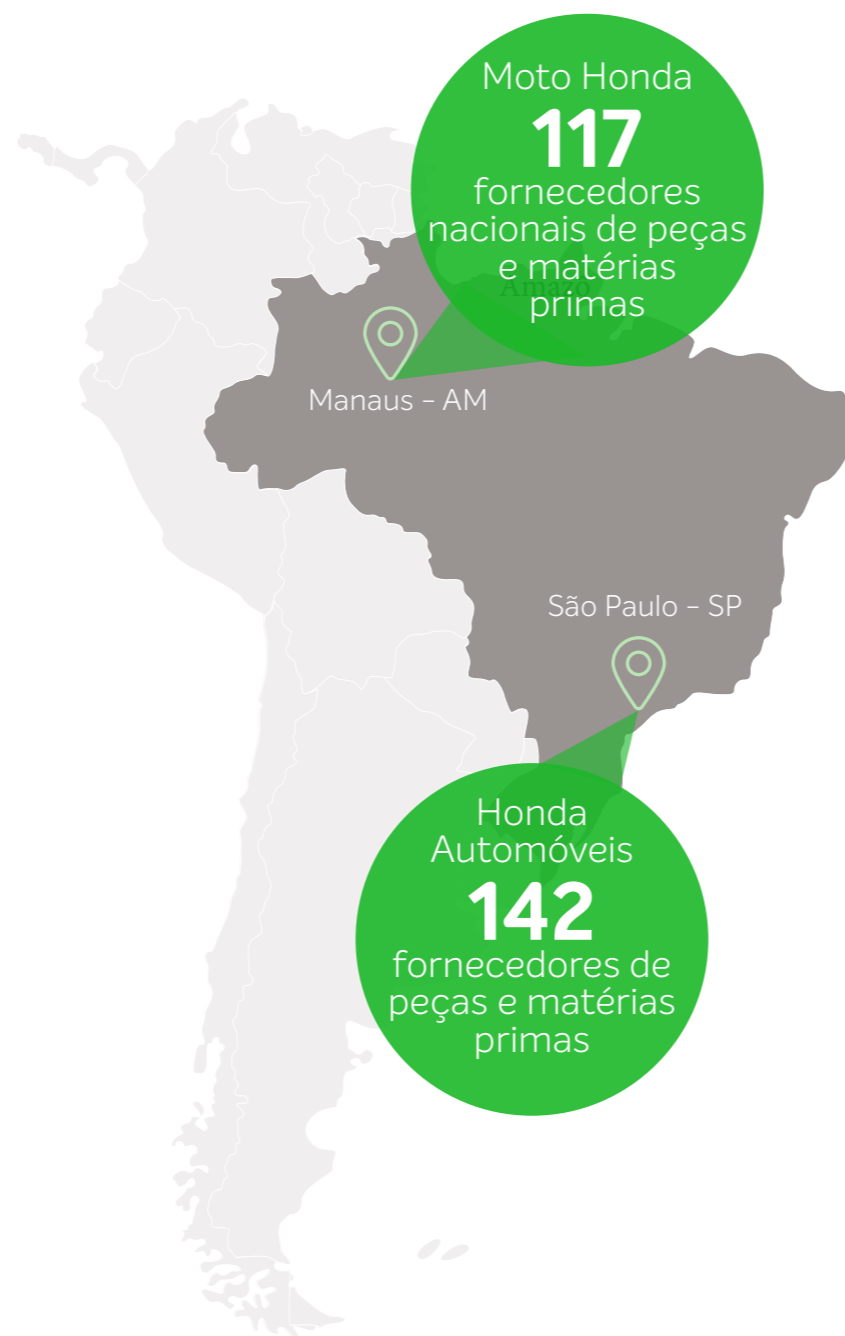 Moto Honda
117
fornecedores
nacionais de peças
e matérias
primas
Amazo
Manaus – AM
São Paulo – SP
Honda
Automóveis
142
fornecedores de
peças e matérias
primas